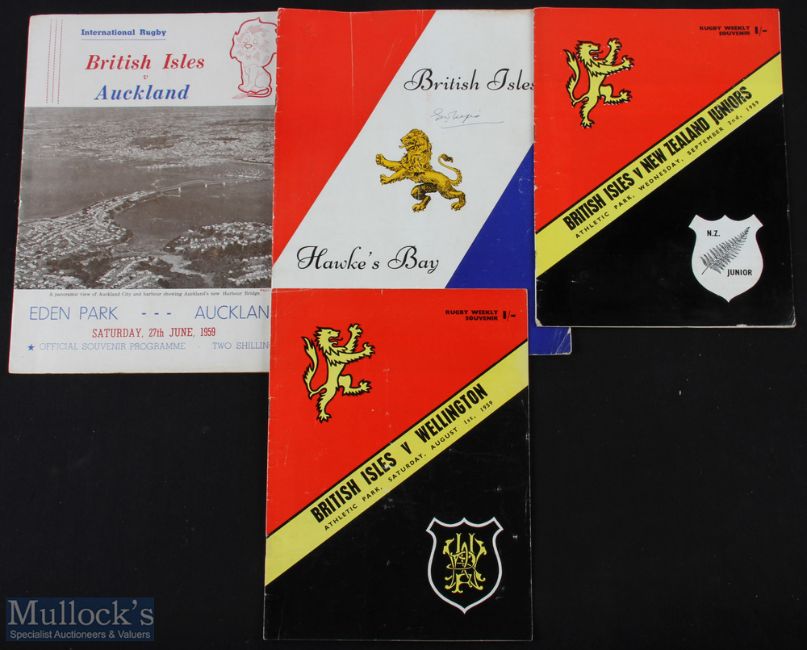 International Rugby
British Isles
v
Auckland
A panoramic view of Auckland City and harbour showing Auckland's new Harbour Bridge.
EDEN PARK --- AUCKLAN
SATURDAY, 27th JUNE, 1959
★ OFFICIAL SOUVENIR PROGRAMME - TWO SHILLING
British Isles
Hawke's Bay
RUGBY WEEKLY
SOUVENIR 1/-
BRITISH ISLES V NEW ZEALAND JUNIORS
ATHLETIC PARK, WEDNESDAY, SEPTEMBER 2nd, 1959
N.Z.
JUNIOR
RUGBY WEEKLY
SOUVENIR 1/-
BRITISH ISLES V WELLINGTON
ATHLETIC PARK, SATURDAY, AUGUST 1st, 1959
Mullock's
Specialist Auctioneers & Valuers